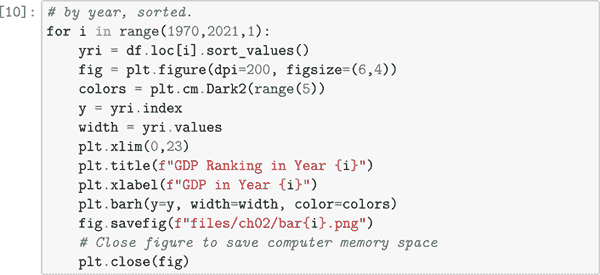 [10]: # by year, sorted.
for i in range(1970,2021,1):
    yri = df.loc[i].sort_values()
    fig = plt.figure(dpi=200, figsize=(6,4))
    colors = plt.cm.Dark2(range(5))
    y = yri.index
    width = yri.values
    plt.xlim(0,23)
    plt.title(f"GDP Ranking in Year {i}")
    plt.xlabel(f"GDP in Year {i}")
    plt.barh(y=y, width=width, color=colors)
    fig.savefig(f"files/ch02/bar{i}.png")
    # Close figure to save computer memory space
    plt.close(fig)